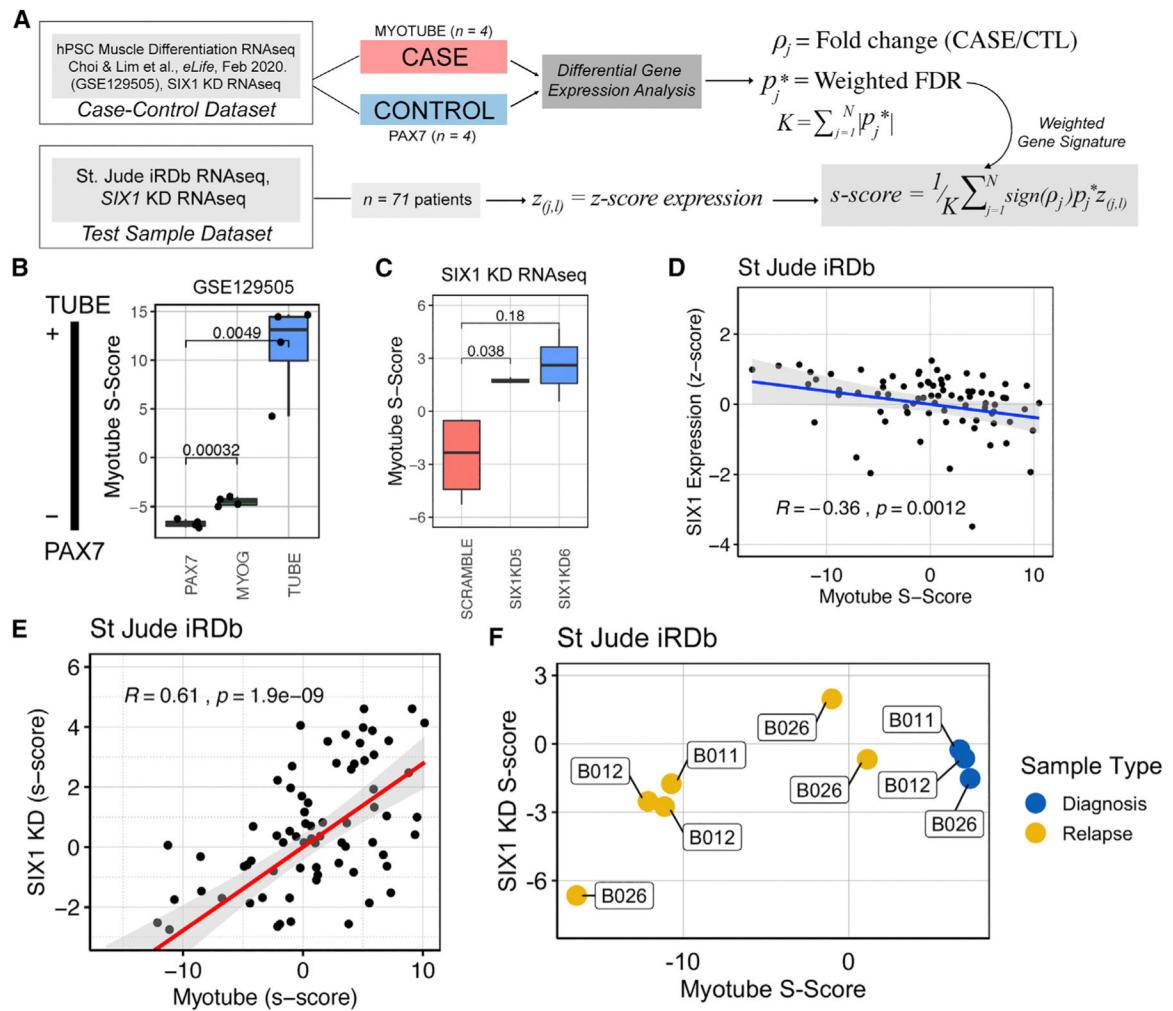 A
hPSC Muscle Differentiation RNAseq
Choi & Lim et al., eLife, Feb 2020.
(GSE129505), SIX1 KD RNAseq
Case-Control Dataset
MYOTUBE (n = 4)
CASE
CONTROL
PAX7 (n = 4)
Differential Gene
Expression Analysis
ρj = Fold change (CASE/CTL)
pj* = Weighted FDR
K = ∑j=1N|pj*|
Weighted
Gene Signature
St. Jude iRDb RNAseq,
SIX1 KD RNAseq
Test Sample Dataset
n = 71 patients
z(j,l) = z-score expression
s-score = 1/K ∑j=1N sign(ρj)pj*z(j,l)
B
TUBE
+
−
PAX7
GSE129505
Myotube S-Score
15
10
5
0
−5
0.0049
0.00032
PAX7
MYOG
TUBE
C
SIX1 KD RNAseq
Myotube S−Score
6
3
0
−3
−6
0.18
0.038
SCRAMBLE
SIX1KD5
SIX1KD6
D
St Jude iRDb
SIX1 Expression (z−score)
2
0
−2
−4
R = −0.36 , p = 0.0012
−10
0
10
Myotube S−Score
E
St Jude iRDb
SIX1 KD (s−score)
6
4
2
0
−2
R = 0.61 , p = 1.9e−09
−10
0
10
Myotube (s−score)
F
St Jude iRDb
SIX1 KD S-score
3
0
-3
-6
B026
B011
B012
B011
B026
B012
B012
B026
B026
-10
0
Myotube S-Score
Sample Type
Diagnosis
Relapse